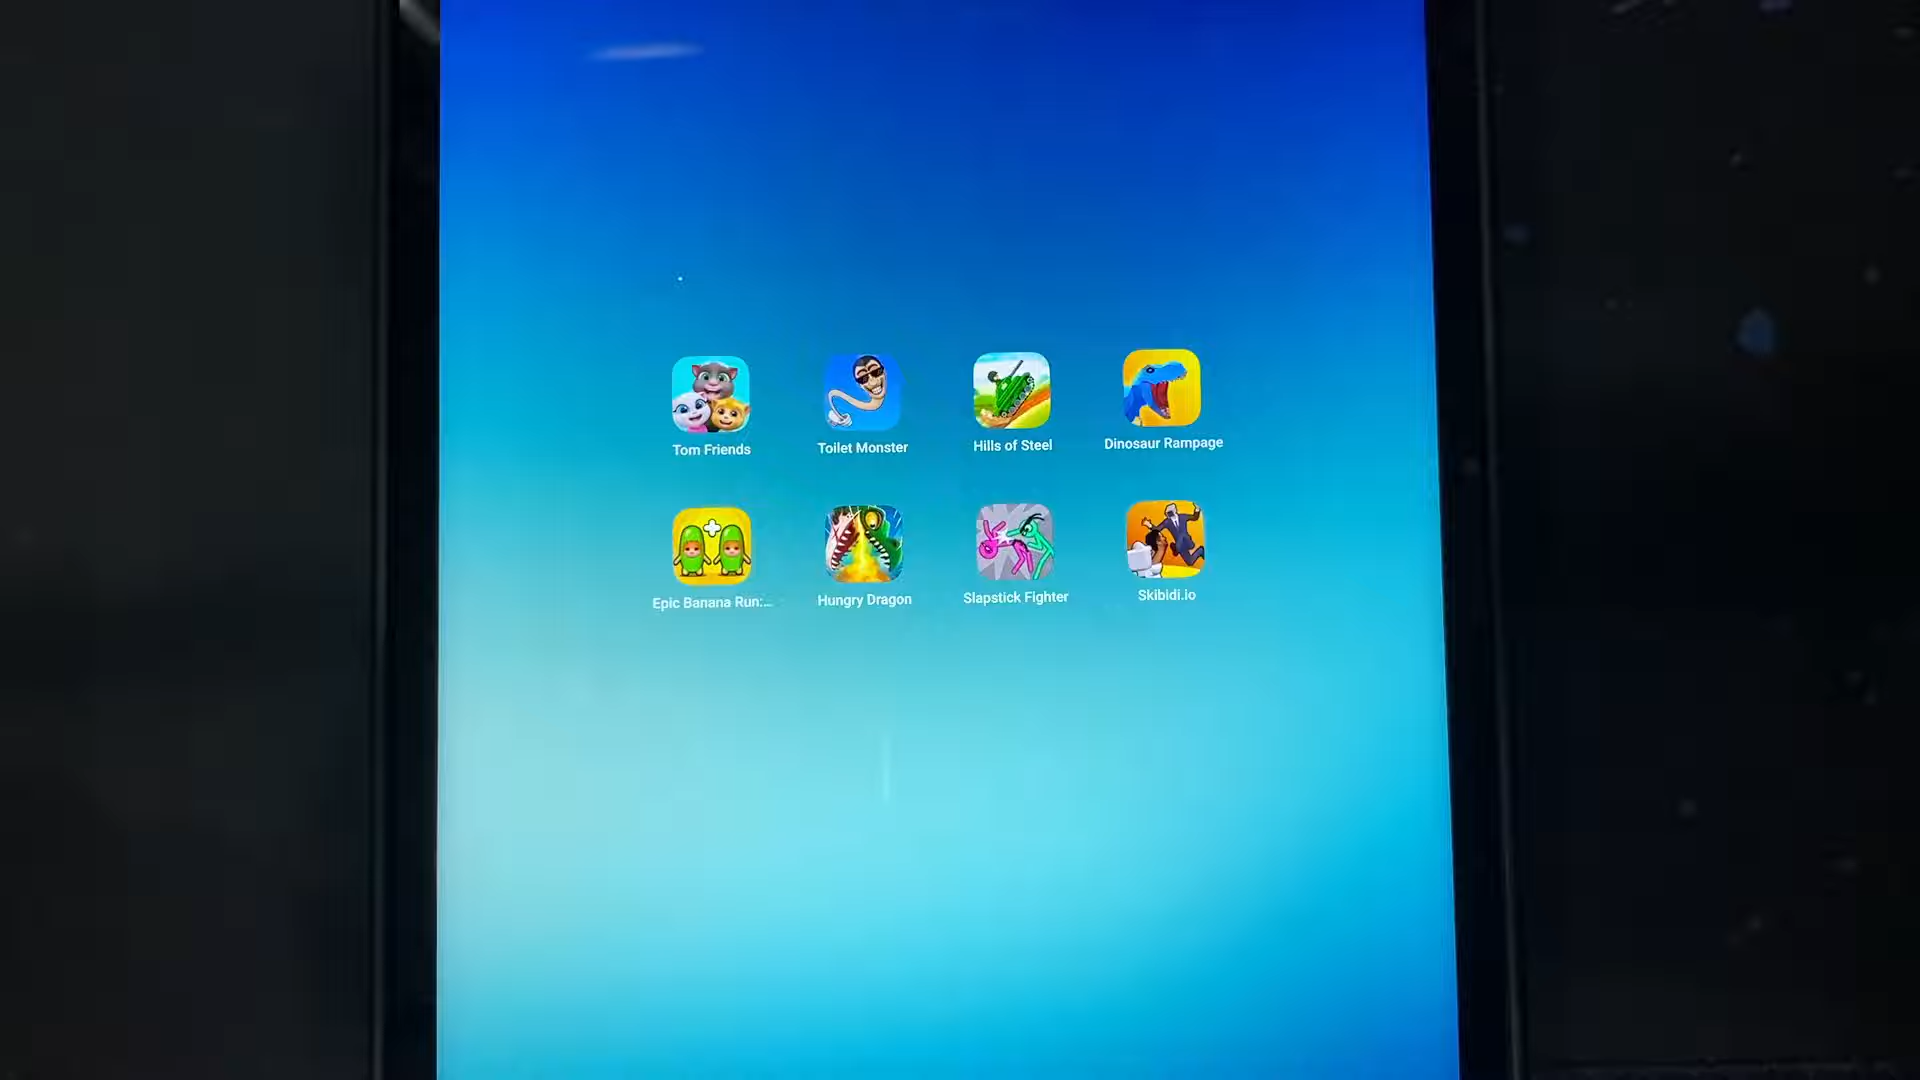 Tom Friends
Toilet Monster
Hills of Steel
Dinosaur Rampage
Epic Banana Run:...
Hungry Dragon
Slapstick Fighter
Skibidi.io